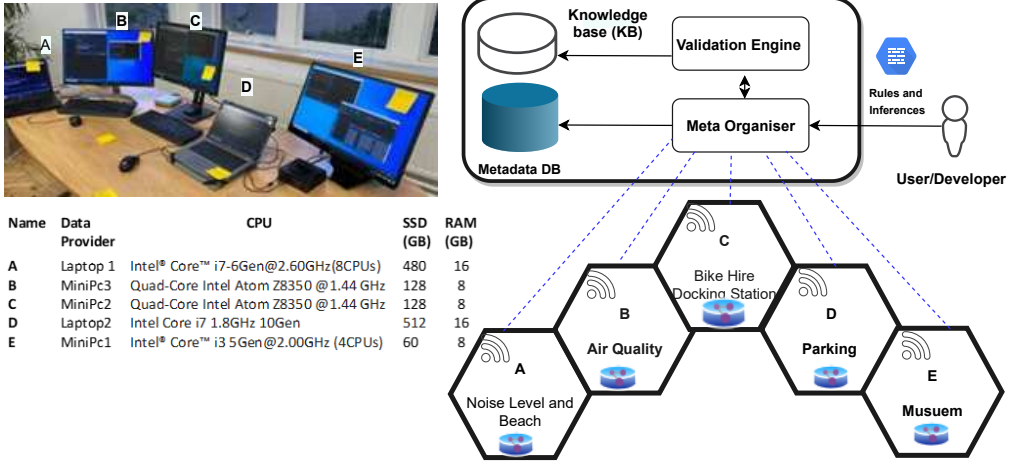 A
B
C
D
E
Name Data Provider CPU SSD (GB) RAM (GB)
A Laptop 1 Intel® Core™ i7-6Gen@2.60GHz(8CPUs) 480 16
B MiniPc3 Quad-Core Intel Atom Z8350 @1.44 GHz 128 8
C MiniPc2 Quad-Core Intel Atom Z8350 @1.44 GHz 128 8
D Laptop2 Intel Core i7 1.8GHz 10Gen 512 16
E MiniPc1 Intel® Core™ i3 5Gen@2.00GHz (4CPUs) 60 8
Knowledge
base (KB)
Validation Engine
Meta Organiser
Metadata DB
Rules and
Inferences
User/Developer
C
Bike Hire
Docking Station
B
Air Quality
D
Parking
A
Noise Level and
Beach
E
Musuem